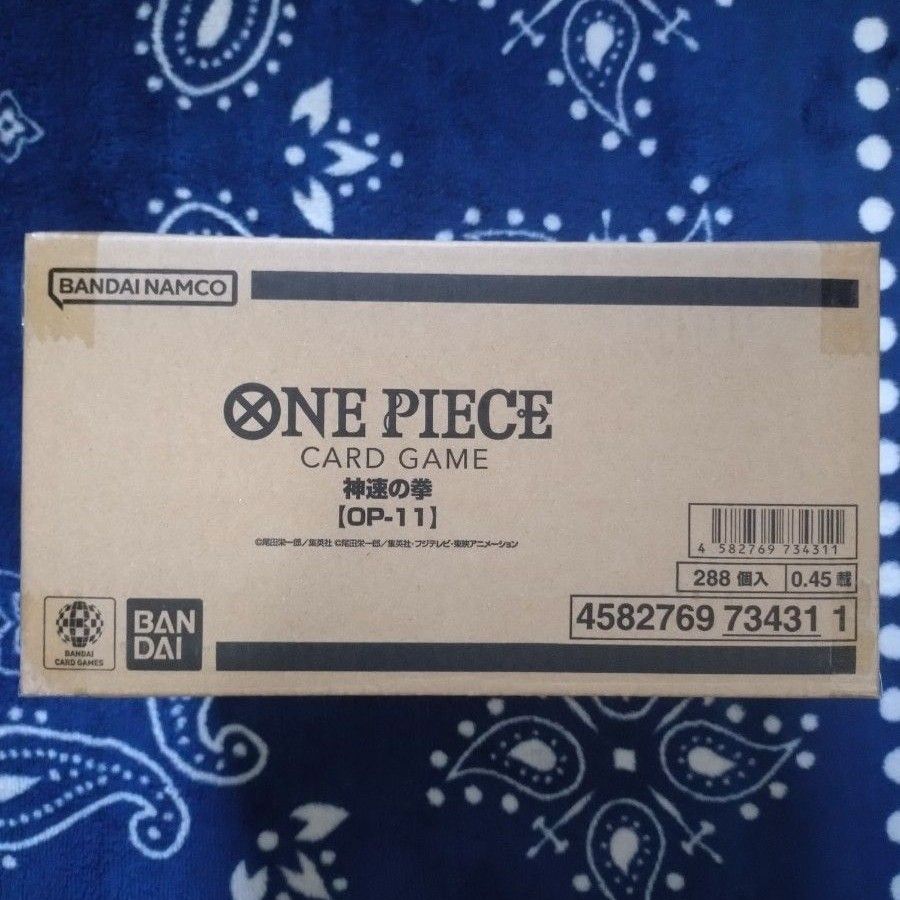 BANDAI NAMCO
ONE PIECE
CARD GAME
神速の拳
【OP-11】
©尾田栄一郎/集英社 ©尾田栄一郎/集英社・フジテレビ・東映アニメーション
4 582769 734311
288 個入 0.45 載
4582769 73431 1
BANDAI
CARD GAMES
BAN
DAI